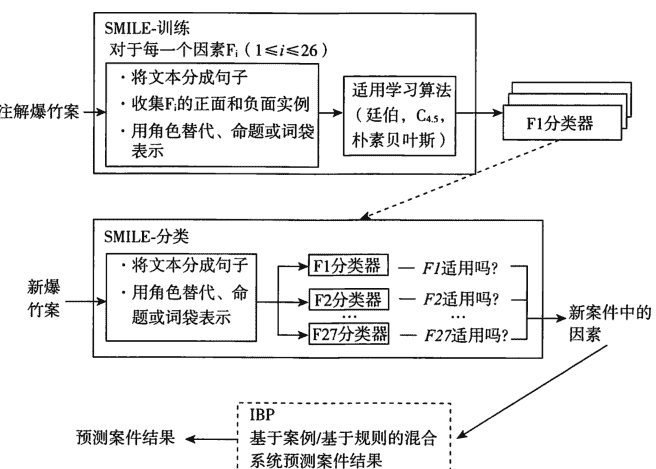 SMILE-训练
对于每一个因素Fi（1≤i≤26）
· 将文本分成句子
· 收集Fi的正面和负面实例
· 用角色替代、命题或词袋
表示
适用学习算法
（廷伯，C4.5，
朴素贝叶斯）
注解爆竹案
F1分类器
SMILE-分类
· 将文本分成句子
· 用角色替代、命
题或词袋表示
新爆
竹案
F1分类器 — F1适用吗?
F2分类器 — F2适用吗?
… …
F27分类器 — F27适用吗?
新案件中的
因素
IBP
基于案例/基于规则的混合
系统预测案件结果
预测案件结果